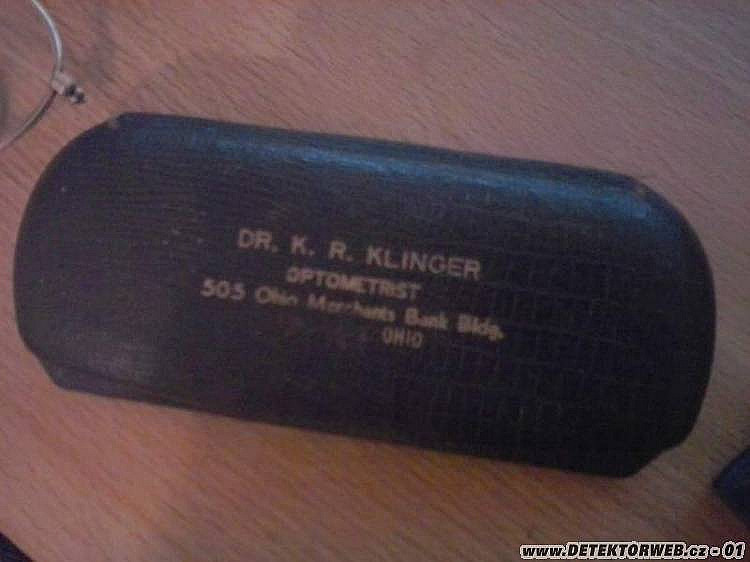 DR. K. R. KLINGER
OPTOMETRIST
505 Ohio Merchants Bank Bldg.
OHIO
www.DETEKTORWEB.cz - 01